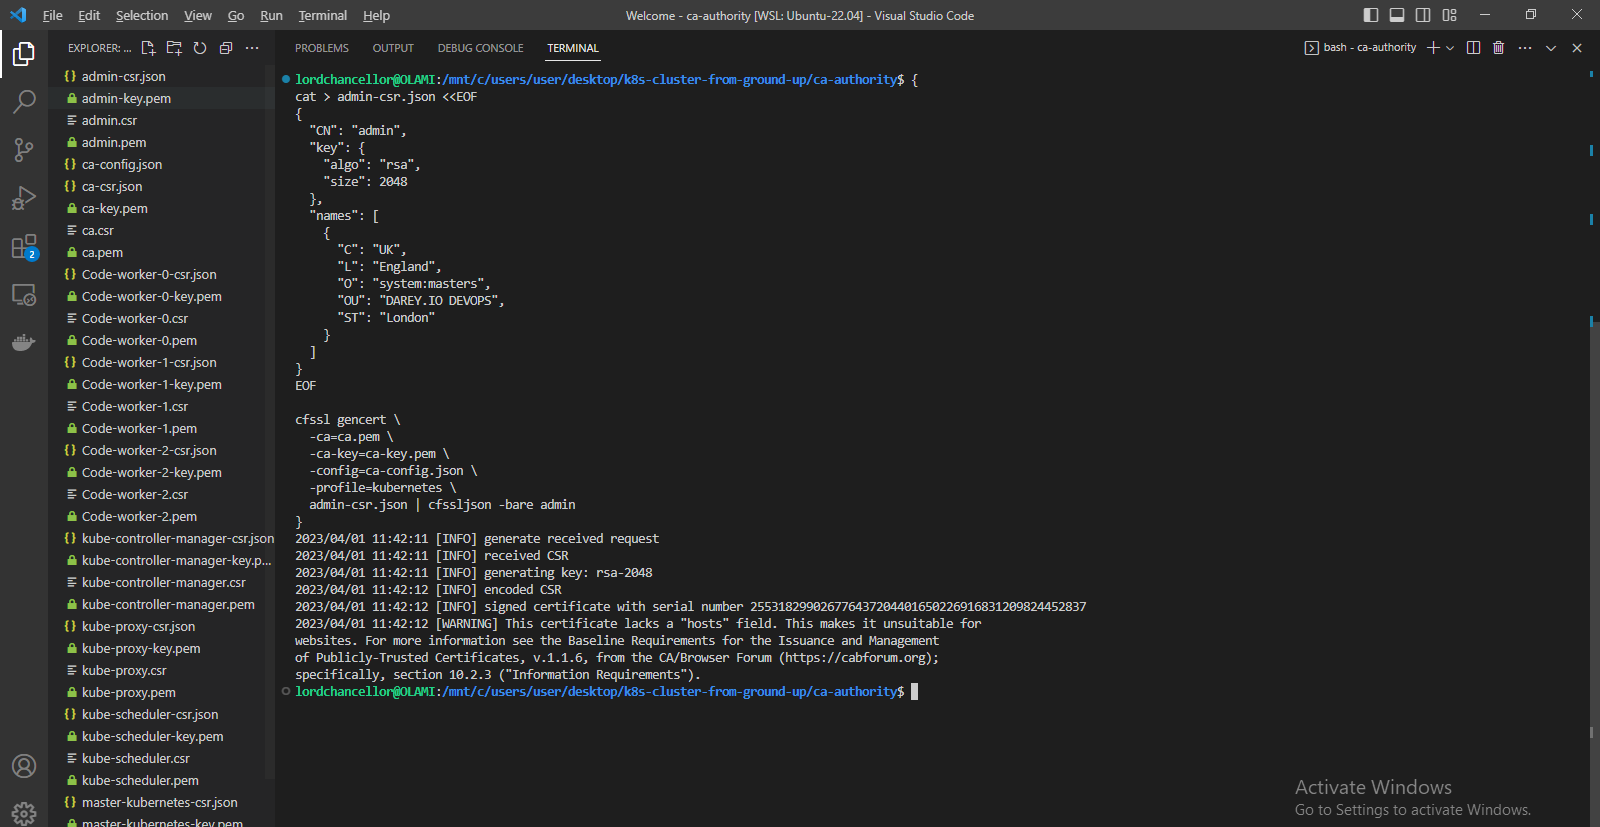 File Edit Selection View Go Run Terminal Help
Welcome - ca-authority [WSL: Ubuntu-22.04] - Visual Studio Code
EXPLORER: ...
admin-csr.json
admin-key.pem
admin.csr
admin.pem
ca-config.json
ca-csr.json
ca-key.pem
ca.csr
ca.pem
Code-worker-0-csr.json
Code-worker-0-key.pem
Code-worker-0.csr
Code-worker-0.pem
Code-worker-1-csr.json
Code-worker-1-key.pem
Code-worker-1.csr
Code-worker-1.pem
Code-worker-2-csr.json
Code-worker-2-key.pem
Code-worker-2.csr
Code-worker-2.pem
kube-controller-manager-csr.json
kube-controller-manager-key.p...
kube-controller-manager.csr
kube-controller-manager.pem
kube-proxy-csr.json
kube-proxy-key.pem
kube-proxy.csr
kube-proxy.pem
kube-scheduler-csr.json
kube-scheduler-key.pem
kube-scheduler.csr
kube-scheduler.pem
master-kubernetes-csr.json
master-kubernetes-key.pem
2
PROBLEMS OUTPUT DEBUG CONSOLE TERMINAL
bash - ca-authority
lordchancellor@OLAMI:/mnt/c/users/user/desktop/k8s-cluster-from-ground-up/ca-authority$ {
cat > admin-csr.json <<EOF
{
  "CN": "admin",
  "key": {
    "algo": "rsa",
    "size": 2048
  },
  "names": [
    {
      "C": "UK",
      "L": "England",
      "O": "system:masters",
      "OU": "DAREY.IO DEVOPS",
      "ST": "London"
    }
  ]
}
EOF
cfssl gencert \
  -ca=ca.pem \
  -ca-key=ca-key.pem \
  -config=ca-config.json \
  -profile=kubernetes \
  admin-csr.json | cfssljson -bare admin
}
2023/04/01 11:42:11 [INFO] generate received request
2023/04/01 11:42:11 [INFO] received CSR
2023/04/01 11:42:11 [INFO] generating key: rsa-2048
2023/04/01 11:42:12 [INFO] encoded CSR
2023/04/01 11:42:12 [INFO] signed certificate with serial number 255318299026776437204401650226916831209824452837
2023/04/01 11:42:12 [WARNING] This certificate lacks a "hosts" field. This makes it unsuitable for
websites. For more information see the Baseline Requirements for the Issuance and Management
of Publicly-Trusted Certificates, v.1.1.6, from the CA/Browser Forum (https://cabforum.org);
specifically, section 10.2.3 ("Information Requirements").
lordchancellor@OLAMI:/mnt/c/users/user/desktop/k8s-cluster-from-ground-up/ca-authority$
Activate Windows
Go to Settings to activate Windows.